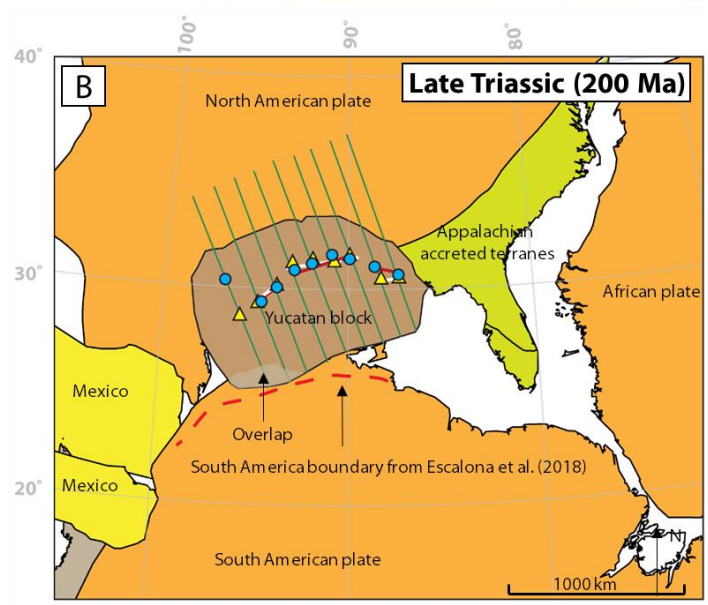 100°
90°
80°
40°
B
Late Triassic (200 Ma)
North American plate
Appalachian
accreted terranes
30°
African plate
Yucatan block
Mexico
Overlap
South America boundary from Escalona et al. (2018)
20°
Mexico
N
South American plate
1000 km